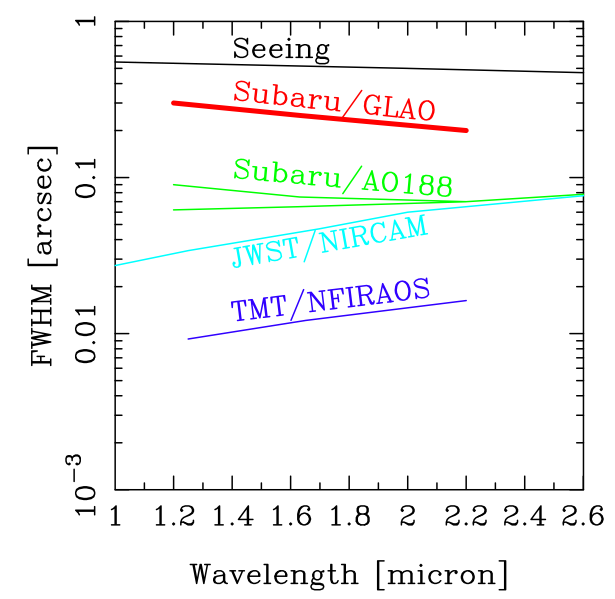 1
Seeing
Subaru/GLAO
0.1
Subaru/AO188
JWST/NIRCAM
TMT/NFIRAOS
0.01
10⁻³
FWHM [arcsec]
1 1.2 1.4 1.6 1.8 2 2.2 2.4 2.6
Wavelength [micron]